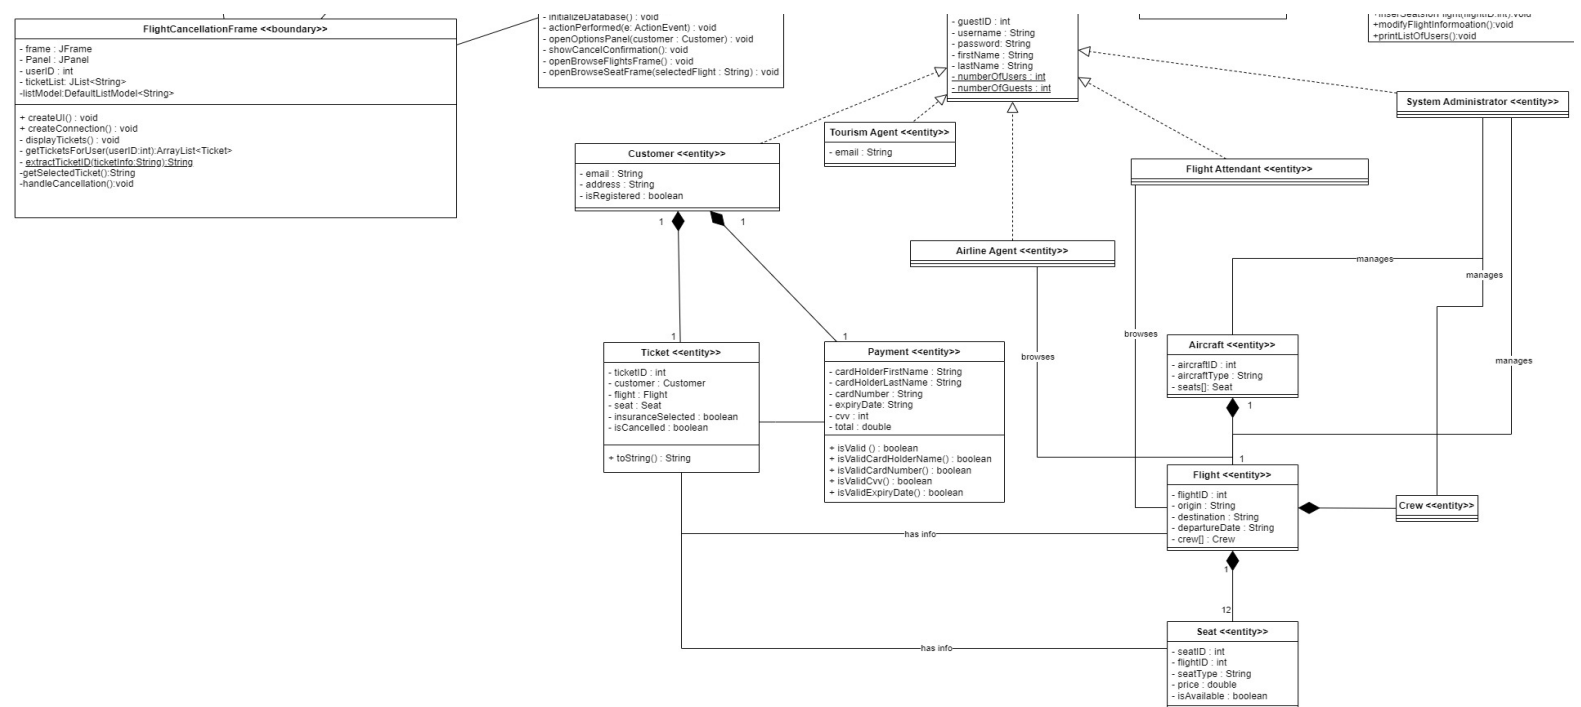 FlightCancellationFrame <<boundary>>
- frame : JFrame
- Panel : JPanel
- userID : int
- ticketList: JList<String>
-listModel:DefaultListModel<String>
+ createUI() : void
+ createConnection() : void
- displayTickets() : void
- getTicketsForUser(userID:int):ArrayList<Ticket>
- extractTicketID(ticketInfo:String):String
-getSelectedTicket():String
-handleCancellation():void
- initializeDatabase() : void
- actionPerformed(e: ActionEvent) : void
- openOptionsPanel(customer : Customer) : void
- showCancelConfirmation(): void
- openBrowseFlightsFrame() : void
- openBrowseSeatFrame(selectedFlight : String) : void
- guestID : int
- username : String
- password: String
- firstName : String
- lastName : String
- numberOfUsers : int
- numberOfGuests : int
+modifyFlightInformoation() : void
+printListOfUsers():void
System Administrator <<entity>>
Tourism Agent <<entity>>
- email : String
Customer <<entity>>
- email : String
- address : String
- isRegistered : boolean
Flight Attendant <<entity>>
Airline Agent <<entity>>
1
1
manages
manages
manages
browses
browses
1
1
Ticket <<entity>>
- ticketID : int
- customer : Customer
- flight : Flight
- seat : Seat
- insuranceSelected : boolean
- isCancelled : boolean
+ toString() : String
Payment <<entity>>
- cardHolderFirstName : String
- cardHolderLastName : String
- cardNumber : String
- expiryDate: String
- cvv : int
- total : double
+ isValid () : boolean
+ isValidCardHolderName() : boolean
+ isValidCardNumber() : boolean
+ isValidCvv() : boolean
+ isValidExpiryDate() : boolean
Aircraft <<entity>>
- aircraftID : int
- aircraftType : String
- seats[]: Seat
1
1
Flight <<entity>>
- flightID : int
- origin : String
- destination : String
- departureDate : String
- crew[] : Crew
Crew <<entity>>
has info
1
12
has info
Seat <<entity>>
- seatID : int
- flightID : int
- seatType : String
- price : double
- isAvailable : boolean